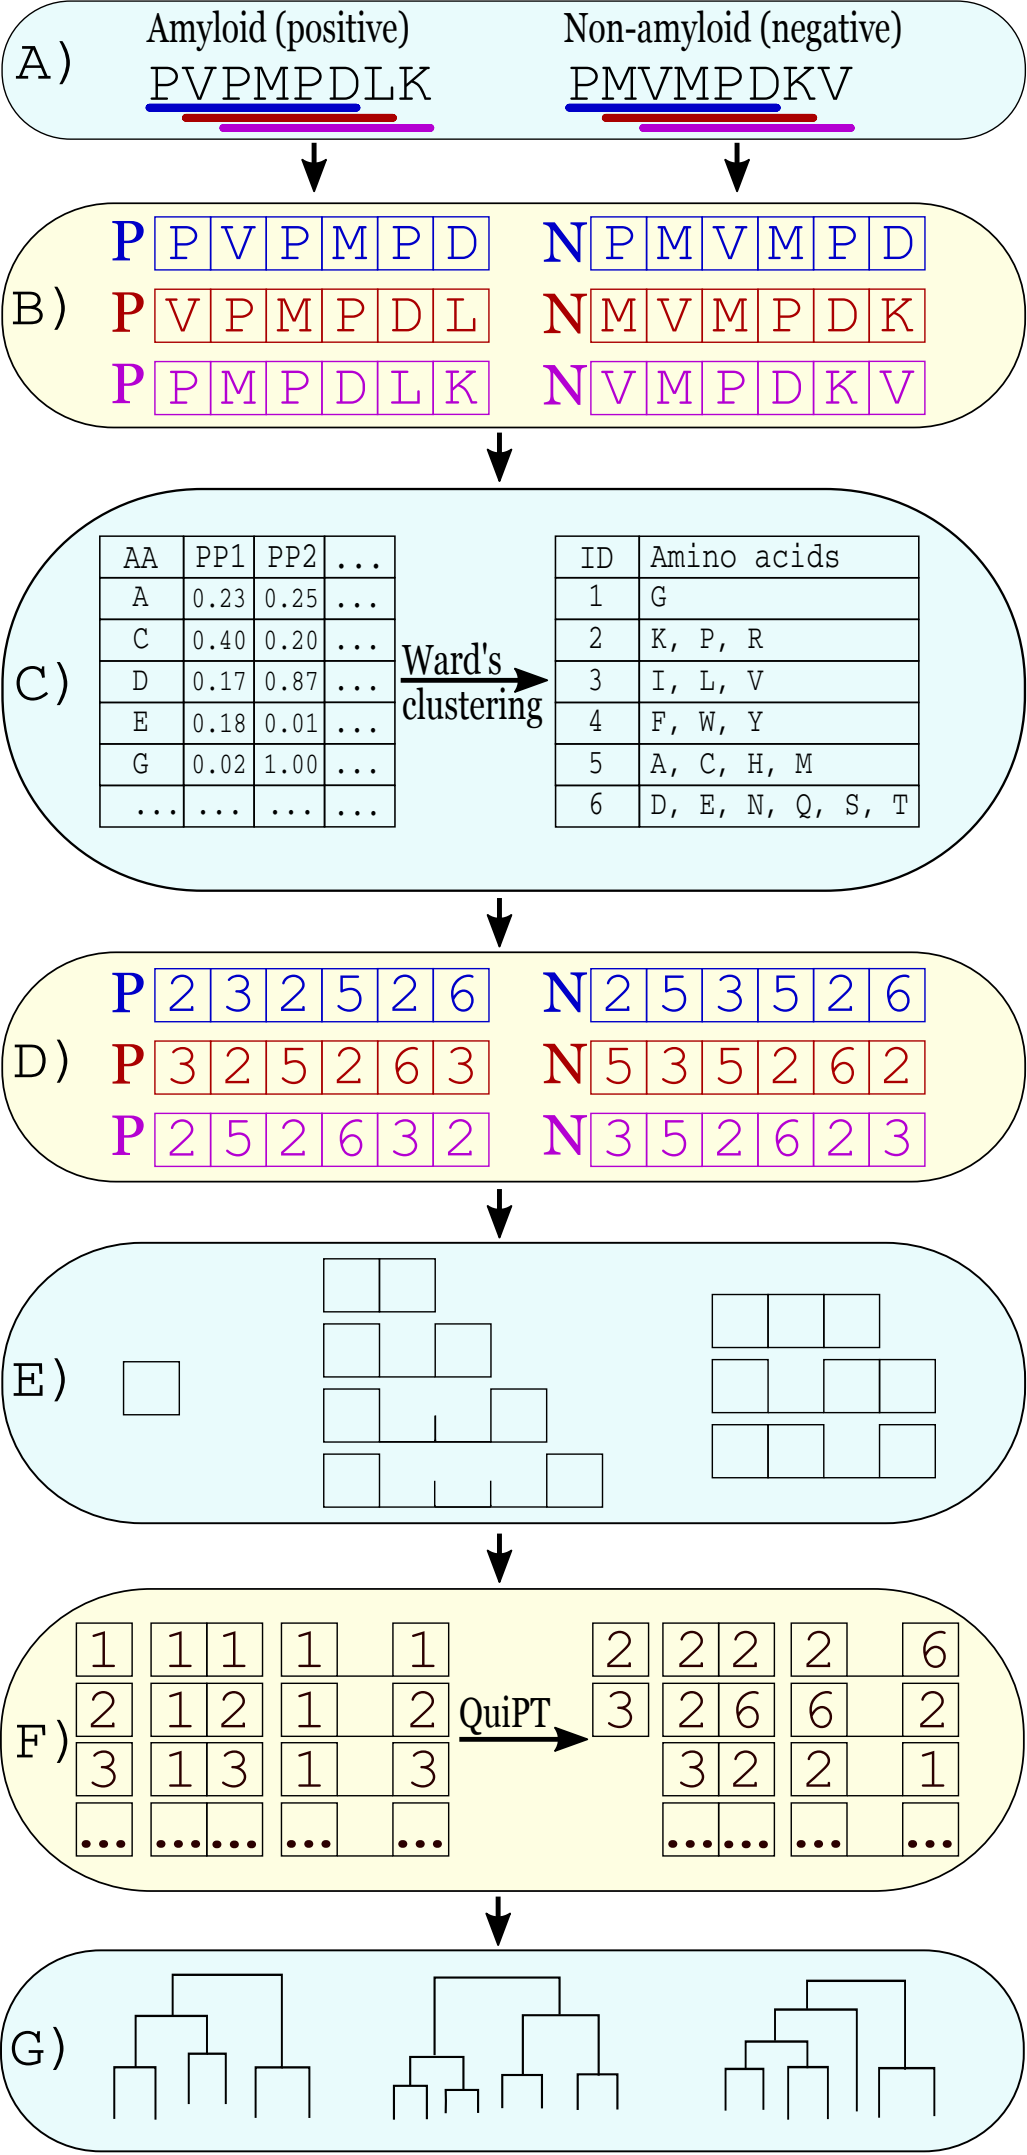 A)
Amyloid (positive) Non-amyloid (negative)
PVPMPDLK PMVMPDKV
B)
P P V P M P D N P M V M P D
P V P M P D L N M V M P D K
P P M P D L K N V M P D K V
C)
AA PP1 PP2 ...
A 0.23 0.25 ...
C 0.40 0.20 ...
D 0.17 0.87 ...
E 0.18 0.01 ...
G 0.02 1.00 ...
... ... ... ...
Ward's
clustering
ID Amino acids
1 G
2 K, P, R
3 I, L, V
4 F, W, Y
5 A, C, H, M
6 D, E, N, Q, S, T
D)
P 2 3 2 5 2 6 N 2 5 3 5 2 6
P 3 2 5 2 6 3 N 5 3 5 2 6 2
P 2 5 2 6 3 2 N 3 5 2 6 2 3
E)
F)
1 1 1 1 1
2 1 2 1 2
3 1 3 1 3
... ... ... ... ...
QuiPT
2 2 2 2 6
3 2 6 6 2
3 2 2 1
... ... ... ...
G)